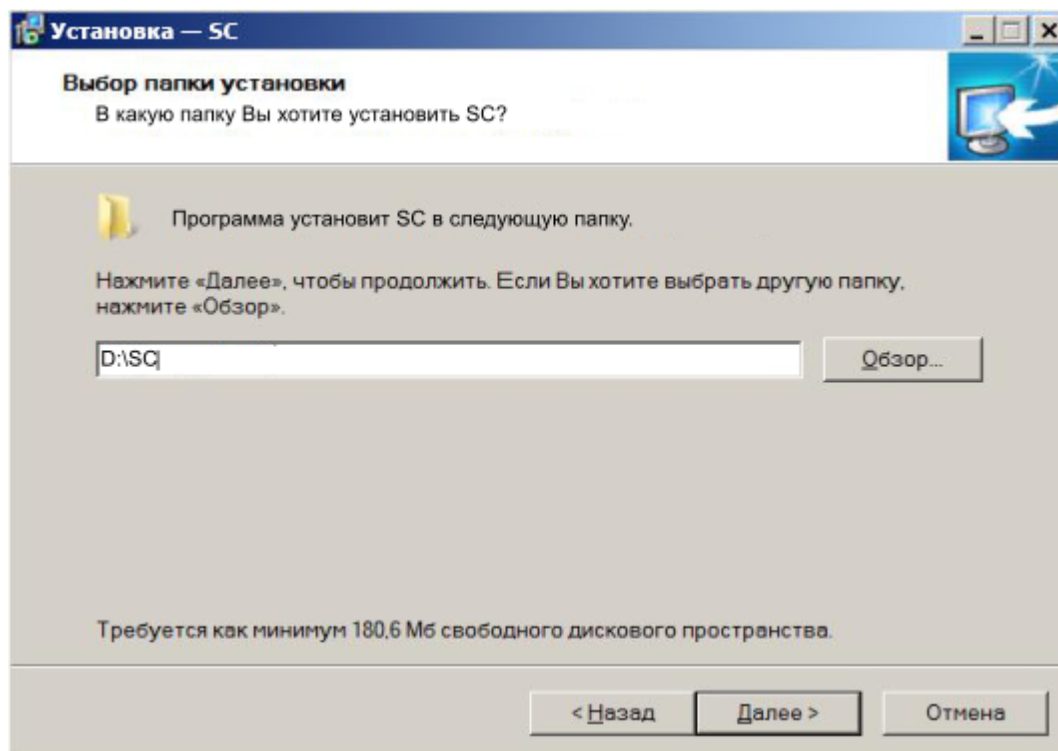 Установка — SC
Выбор папки установки
В какую папку Вы хотите установить SC?
Программа установит SC в следующую папку.
Нажмите «Далее», чтобы продолжить. Если Вы хотите выбрать другую папку,
нажмите «Обзор».
D:\SC
Обзор...
Требуется как минимум 180,6 Мб свободного дискового пространства.
< Назад
Далее >
Отмена